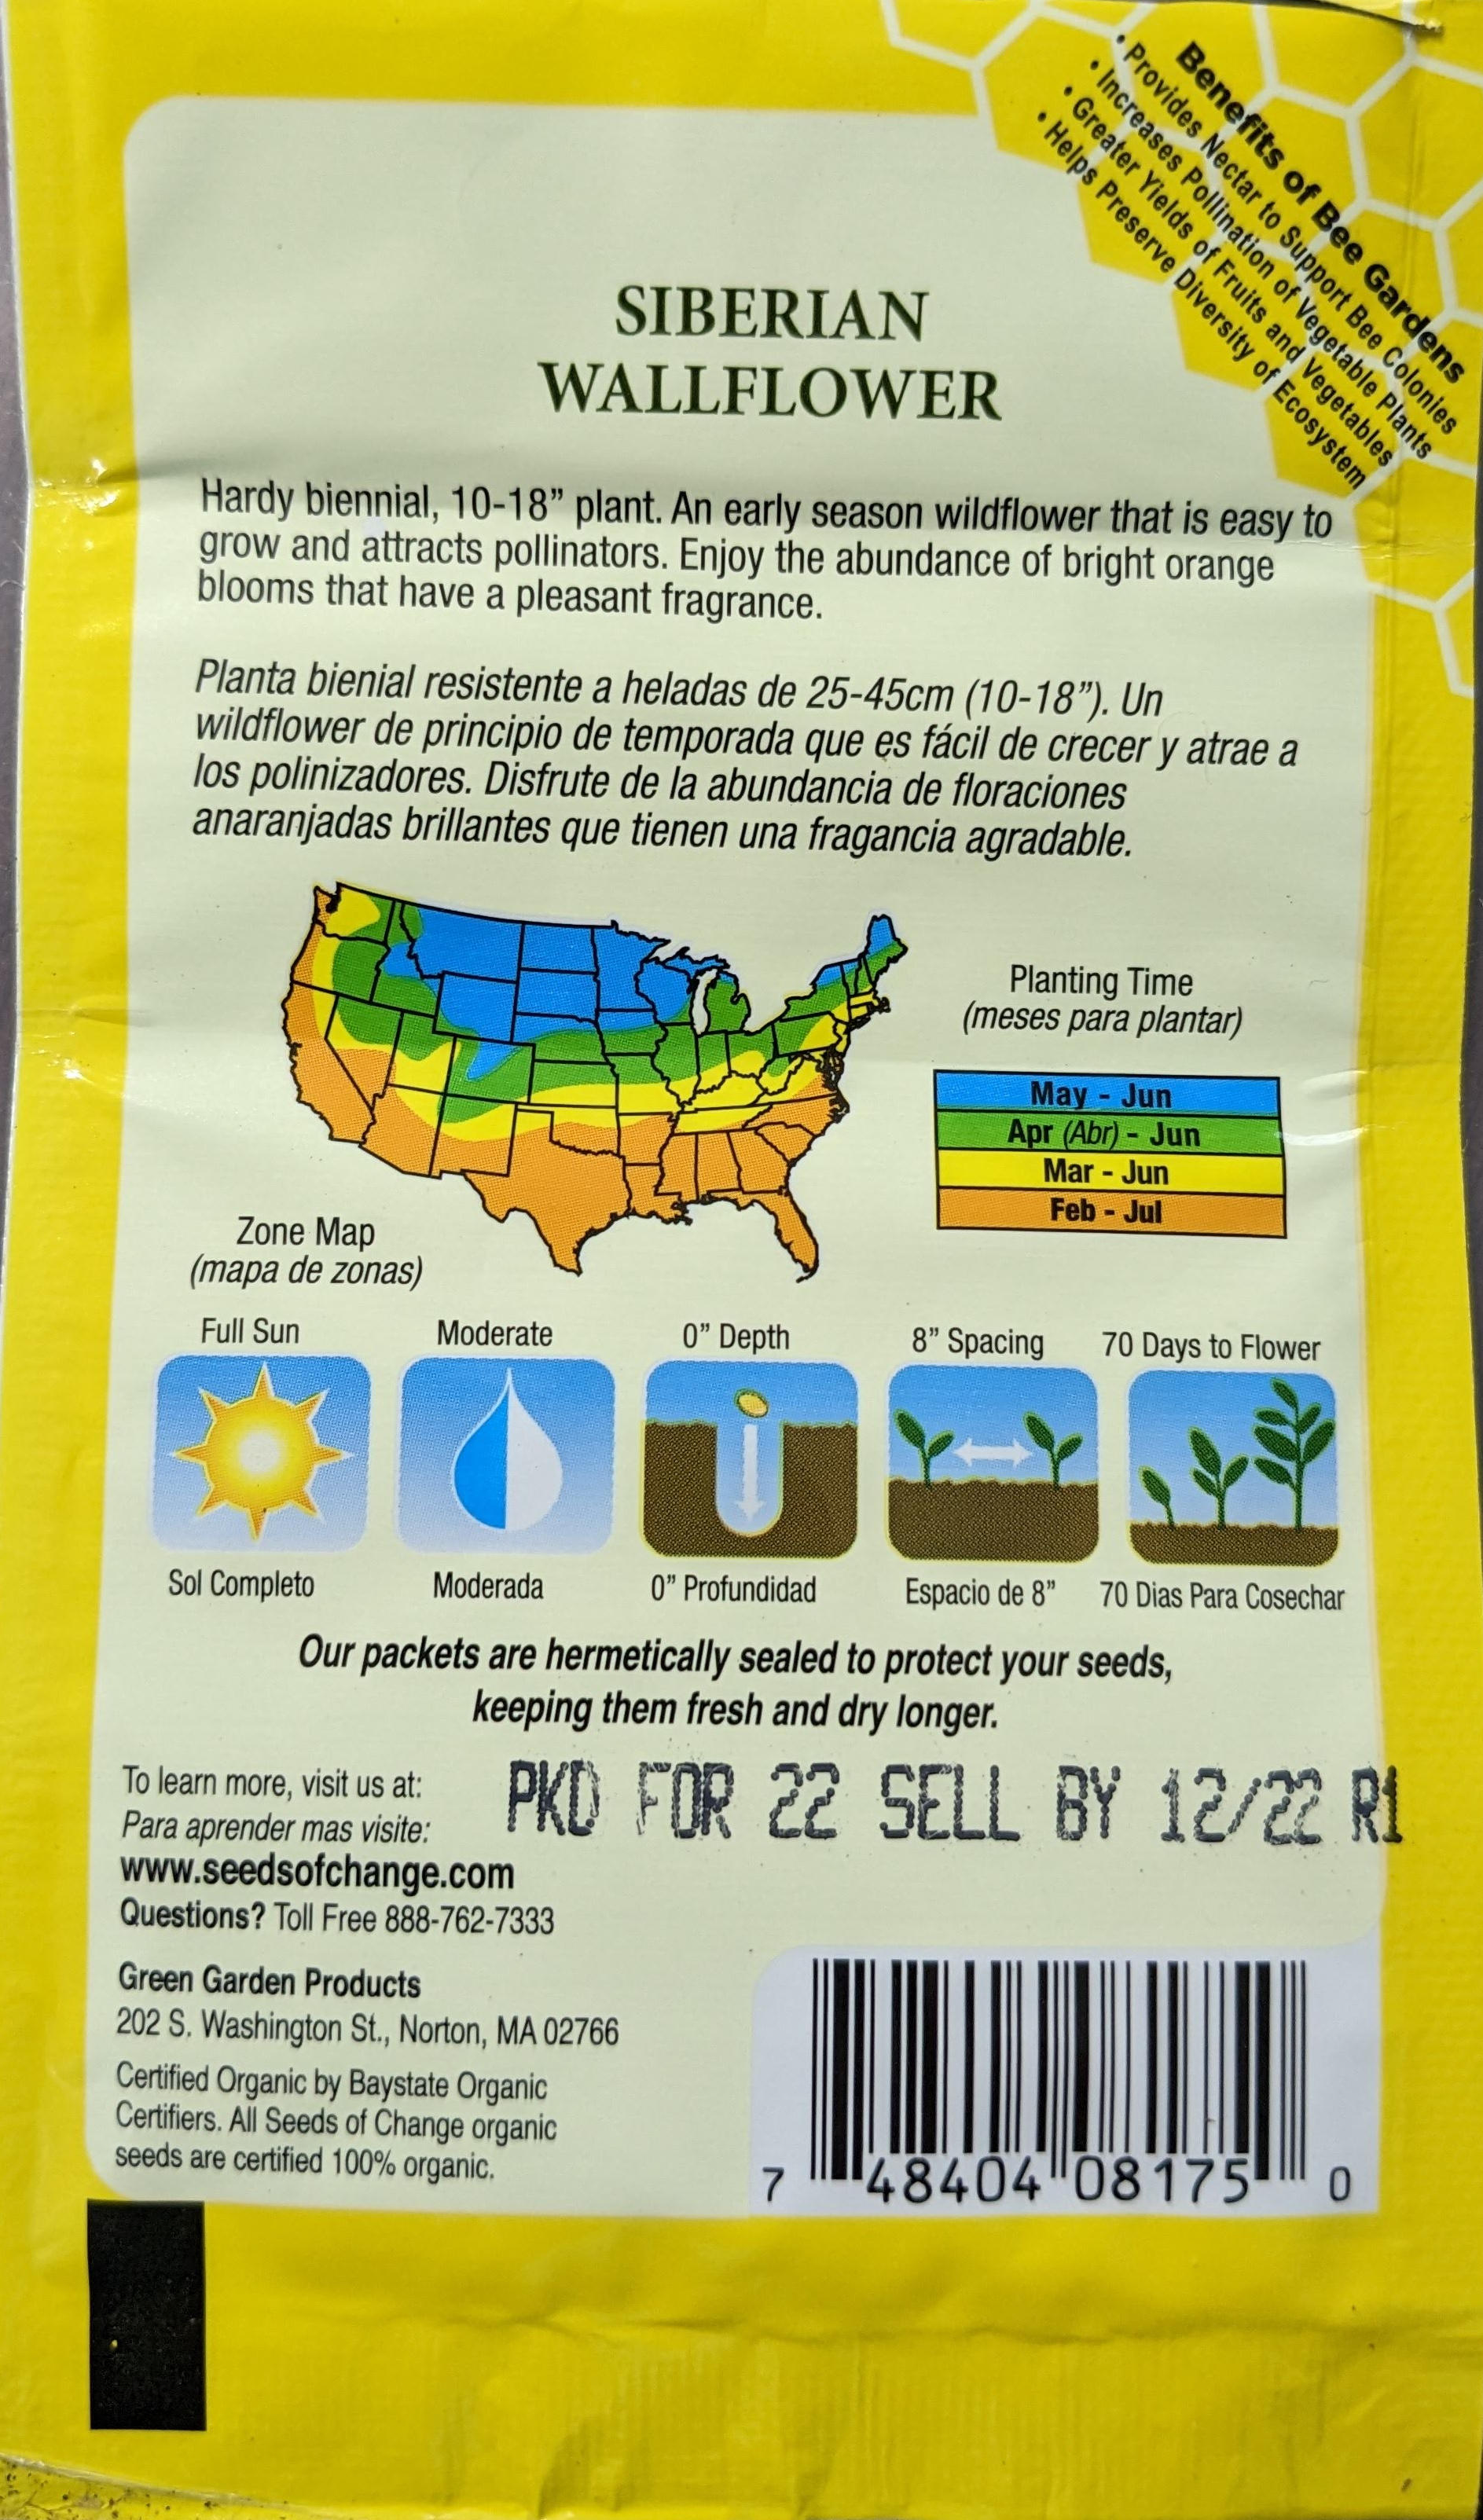 Benefits of Bee Gardens
• Provides Nectar to Support Bee Colonies
• Increases Pollination of Vegetable Plants
• Greater Yields of Fruits and Vegetables
• Helps Preserve Diversity of Ecosystem
SIBERIAN
WALLFLOWER
Hardy biennial, 10-18” plant. An early season wildflower that is easy to
grow and attracts pollinators. Enjoy the abundance of bright orange
blooms that have a pleasant fragrance.
Planta bienial resistente a heladas de 25-45cm (10-18”). Un
wildflower de principio de temporada que es fácil de crecer y atrae a
los polinizadores. Disfrute de la abundancia de floraciones
anaranjadas brillantes que tienen una fragancia agradable.
Planting Time
(meses para plantar)
May - Jun
Apr (Abr) - Jun
Mar - Jun
Feb - Jul
Zone Map
(mapa de zonas)
Full Sun
Moderate
0” Depth
8” Spacing
70 Days to Flower
Sol Completo
Moderada
0” Profundidad
Espacio de 8”
70 Dias Para Cosechar
Our packets are hermetically sealed to protect your seeds,
keeping them fresh and dry longer.
PKD FOR 22 SELL BY 12/22 R1
To learn more, visit us at:
Para aprender mas visite:
www.seedsofchange.com
Questions? Toll Free 888-762-7333
Green Garden Products
202 S. Washington St., Norton, MA 02766
Certified Organic by Baystate Organic
Certifiers. All Seeds of Change organic
seeds are certified 100% organic.
7 48404 08175 0